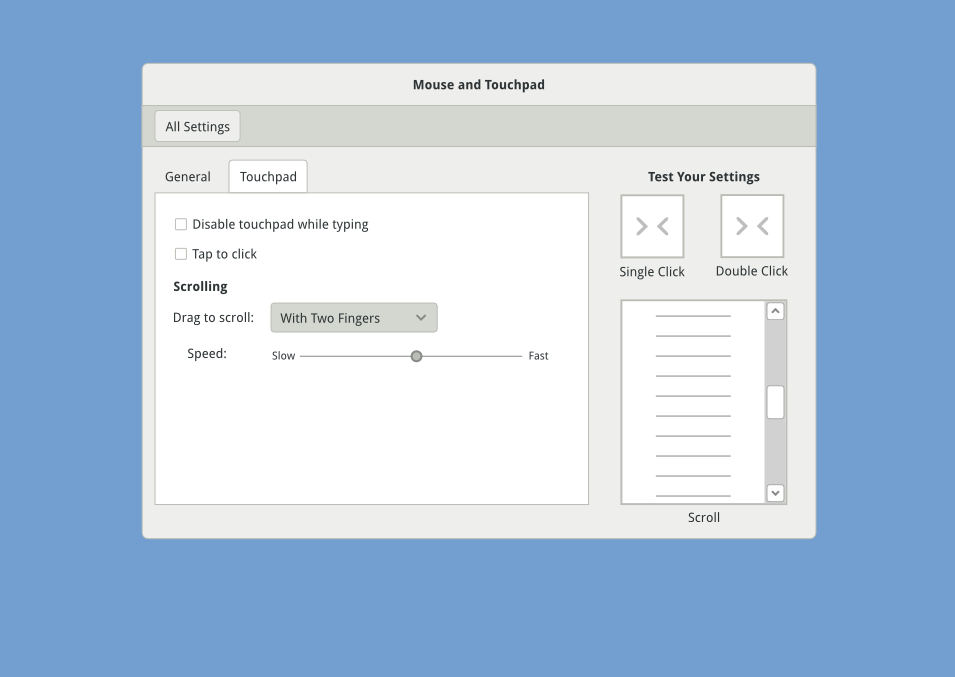 Mouse and Touchpad
All Settings
General
Touchpad
Disable touchpad while typing
Tap to click
Scrolling
Drag to scroll:
With Two Fingers
Speed:
Slow
Fast
Test Your Settings
Single Click
Double Click
Scroll